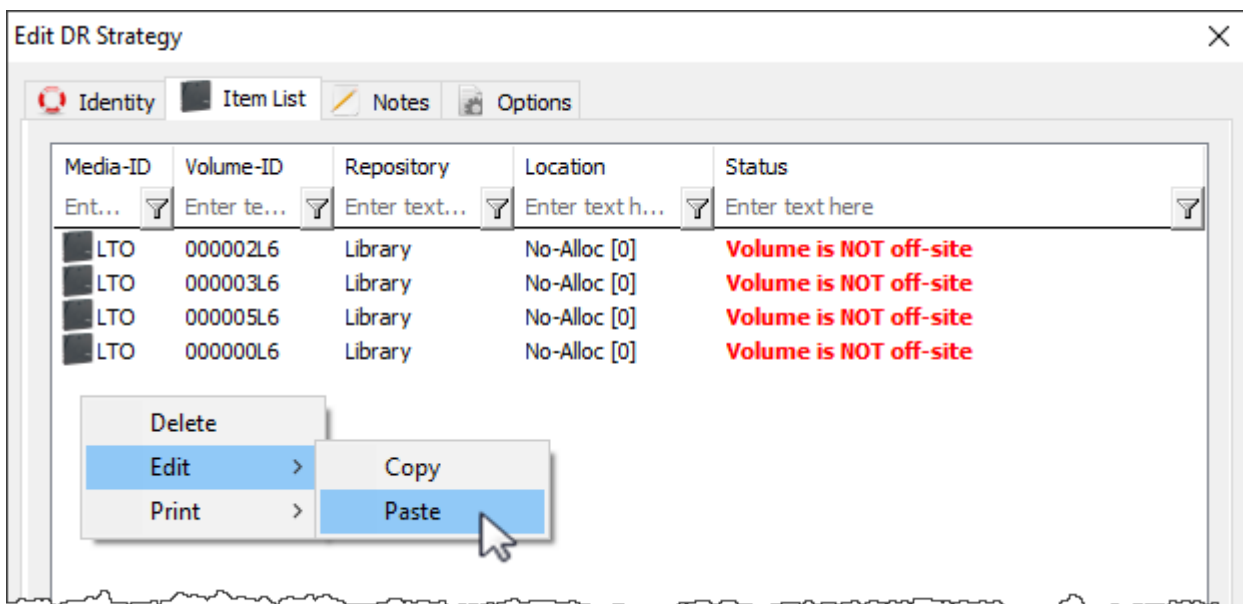 Edit DR Strategy
Identity Item List Notes Options
Media-ID Volume-ID Repository Location Status
Ent... Enter te... Enter text... Enter text h... Enter text here
LTO 000002L6 Library No-Alloc [0] Volume is NOT off-site
LTO 000003L6 Library No-Alloc [0] Volume is NOT off-site
LTO 000005L6 Library No-Alloc [0] Volume is NOT off-site
LTO 000000L6 Library No-Alloc [0] Volume is NOT off-site
Delete
Edit >
Copy
Print >
Paste